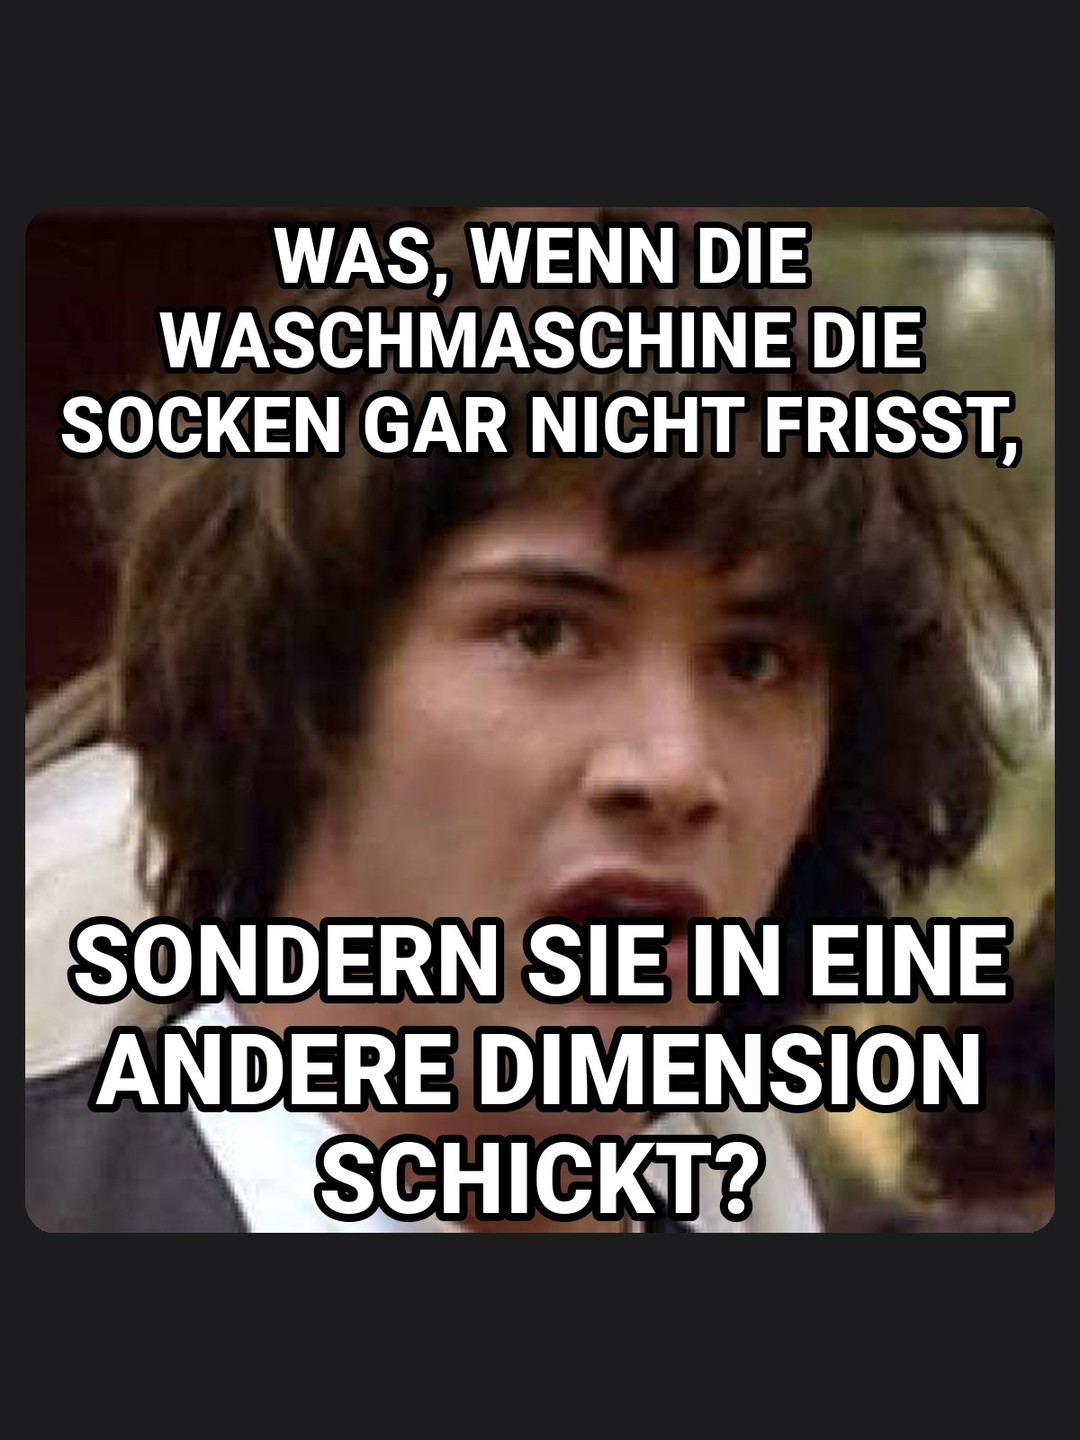 WAS, WENN DIE
WASCHMASCHINE DIE
SOCKEN GAR NICHT FRISST,
SONDERN SIE IN EINE
ANDERE DIMENSION
SCHICKT?